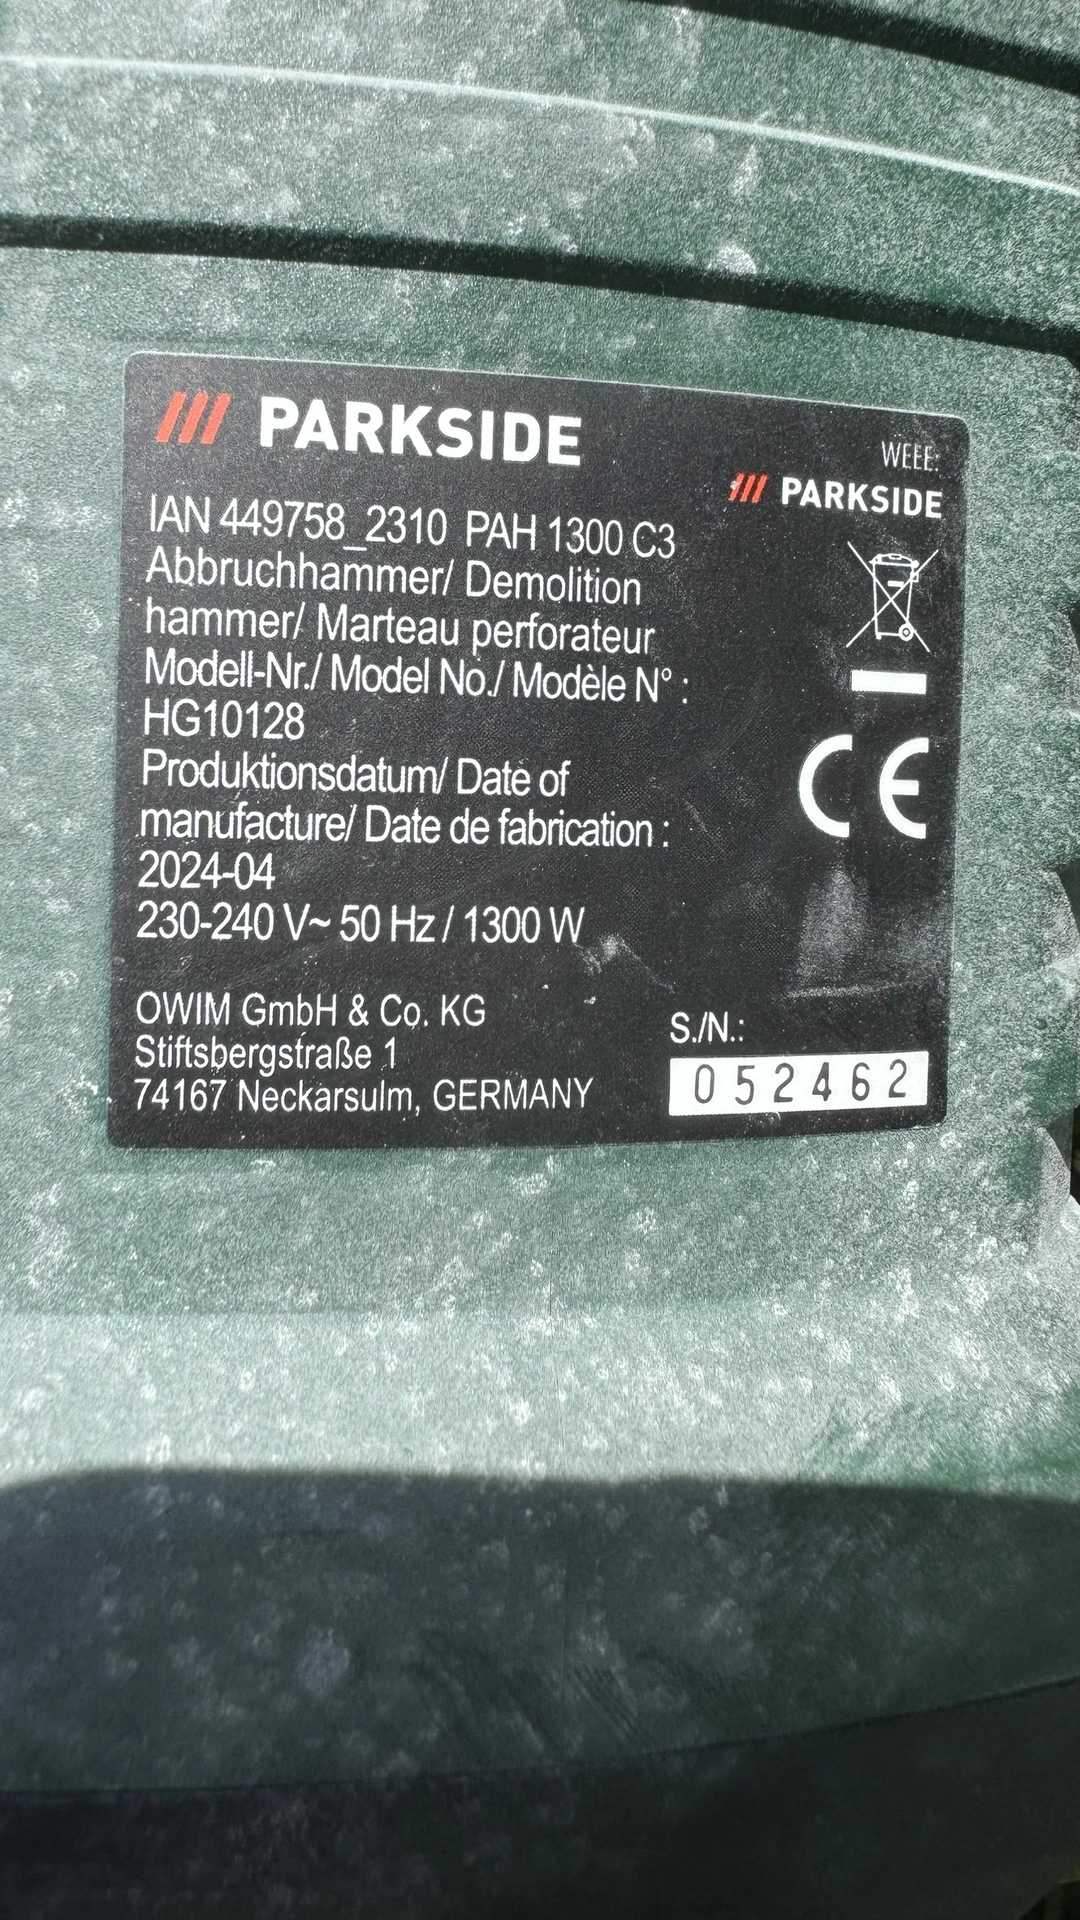 PARKSIDE
WEEE:
PARKSIDE
IAN 449758_2310 PAH 1300 C3
Abbruchhammer/ Demolition
hammer/ Marteau perforateur
Modell-Nr./ Model No./ Modèle N° :
HG10128
Produktionsdatum/ Date of
manufacture/ Date de fabrication :
2024-04
230-240 V~ 50 Hz / 1300 W
CE
OWIM GmbH & Co. KG
Stiftsbergstraße 1
74167 Neckarsulm, GERMANY
S./N.:
052462